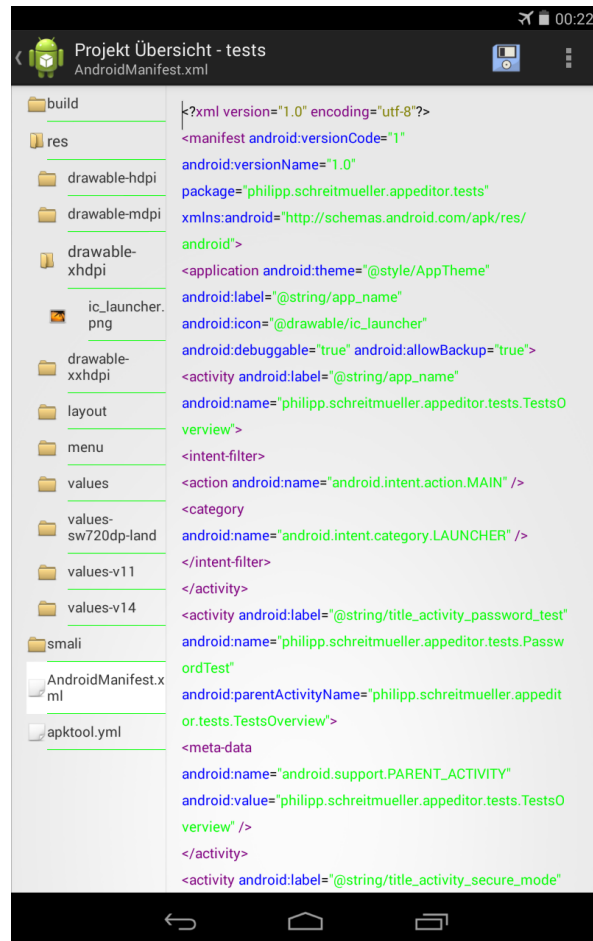 00:22
Projekt Übersicht - tests
AndroidManifest.xml
build
res
drawable-hdpi
drawable-mdpi
drawable-
xhdpi
ic_launcher.
png
drawable-
xxhdpi
layout
menu
values
values-
sw720dp-land
values-v11
values-v14
smali
AndroidManifest.x
ml
apktool.yml
<?xml version="1.0" encoding="utf-8"?>
<manifest android:versionCode="1"
android:versionName="1.0"
package="philipp.schreitmueller.appeditor.tests"
xmlns:android="http://schemas.android.com/apk/res/
android">
<application android:theme="@style/AppTheme"
android:label="@string/app_name"
android:icon="@drawable/ic_launcher"
android:debuggable="true" android:allowBackup="true">
<activity android:label="@string/app_name"
android:name="philipp.schreitmueller.appeditor.tests.TestsO
verview">
<intent-filter>
<action android:name="android.intent.action.MAIN" />
<category
android:name="android.intent.category.LAUNCHER" />
</intent-filter>
</activity>
<activity android:label="@string/title_activity_password_test"
android:name="philipp.schreitmueller.appeditor.tests.Passw
ordTest"
android:parentActivityName="philipp.schreitmueller.appedit
or.tests.TestsOverview">
<meta-data
android:name="android.support.PARENT_ACTIVITY"
android:value="philipp.schreitmueller.appeditor.tests.TestsO
verview" />
</activity>
<activity android:label="@string/title_activity_secure_mode"